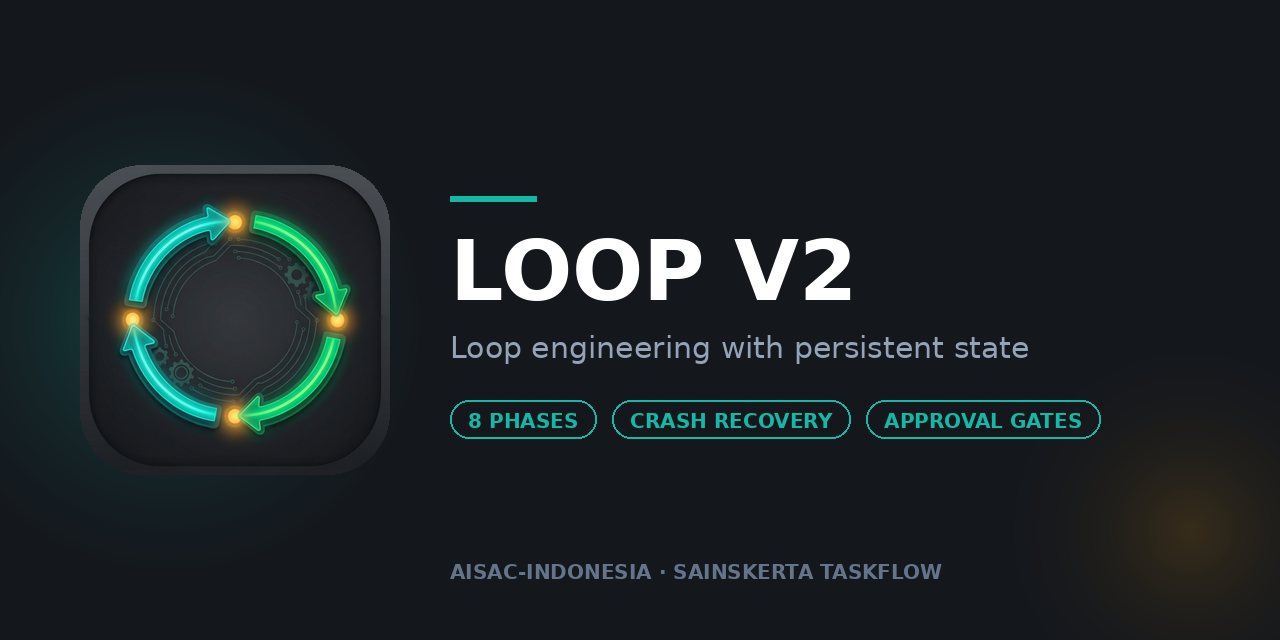 LOOP V2
Loop engineering with persistent state
8 PHASES CRASH RECOVERY APPROVAL GATES
AISAC-INDONESIA · SAINSKERTA TASKFLOW